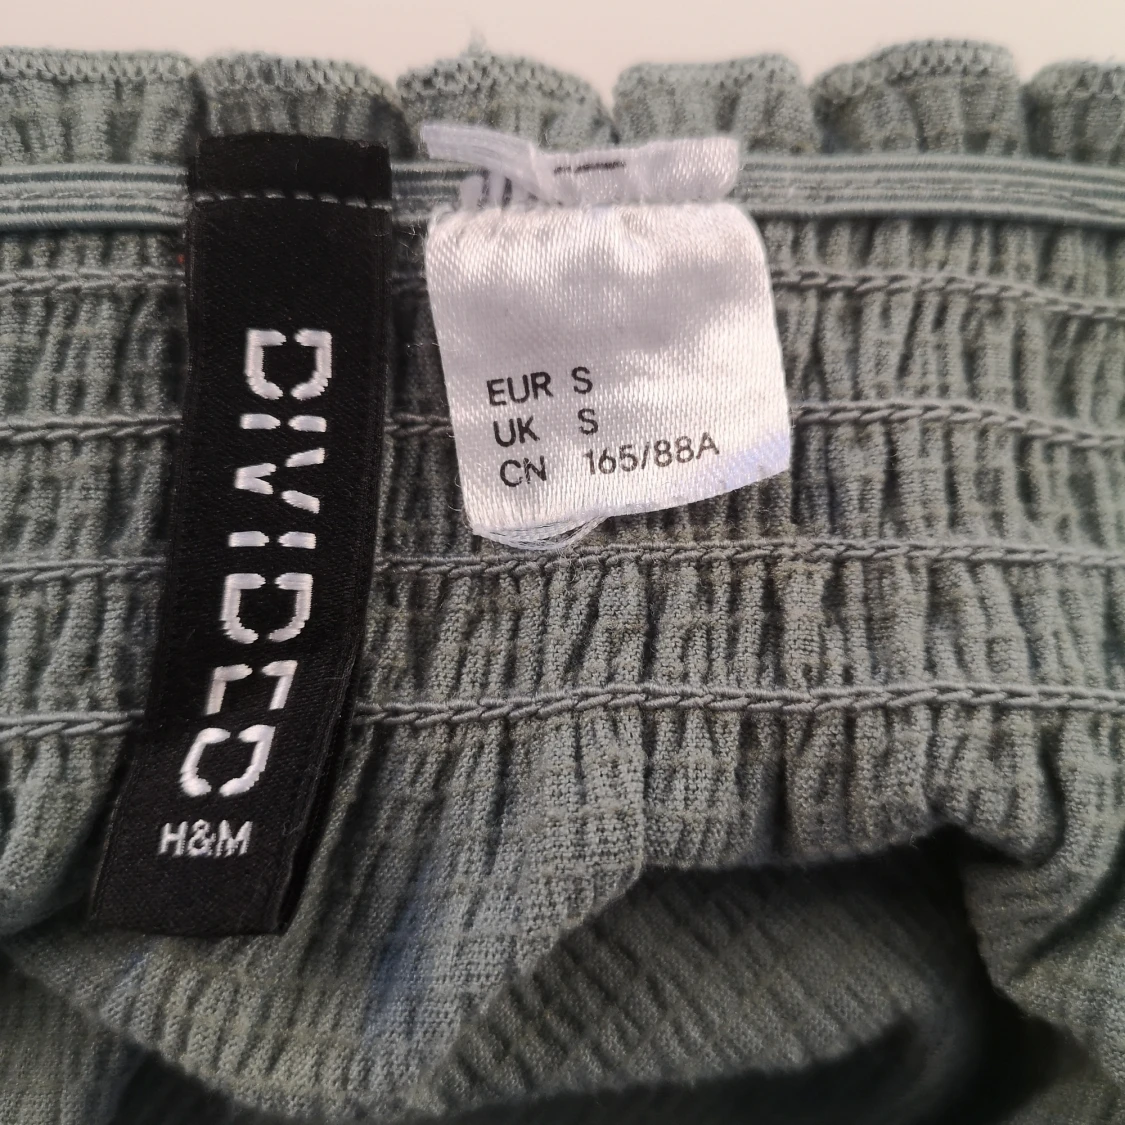 DIVIDED
H&M
EUR S
UK S
CN 165/88A